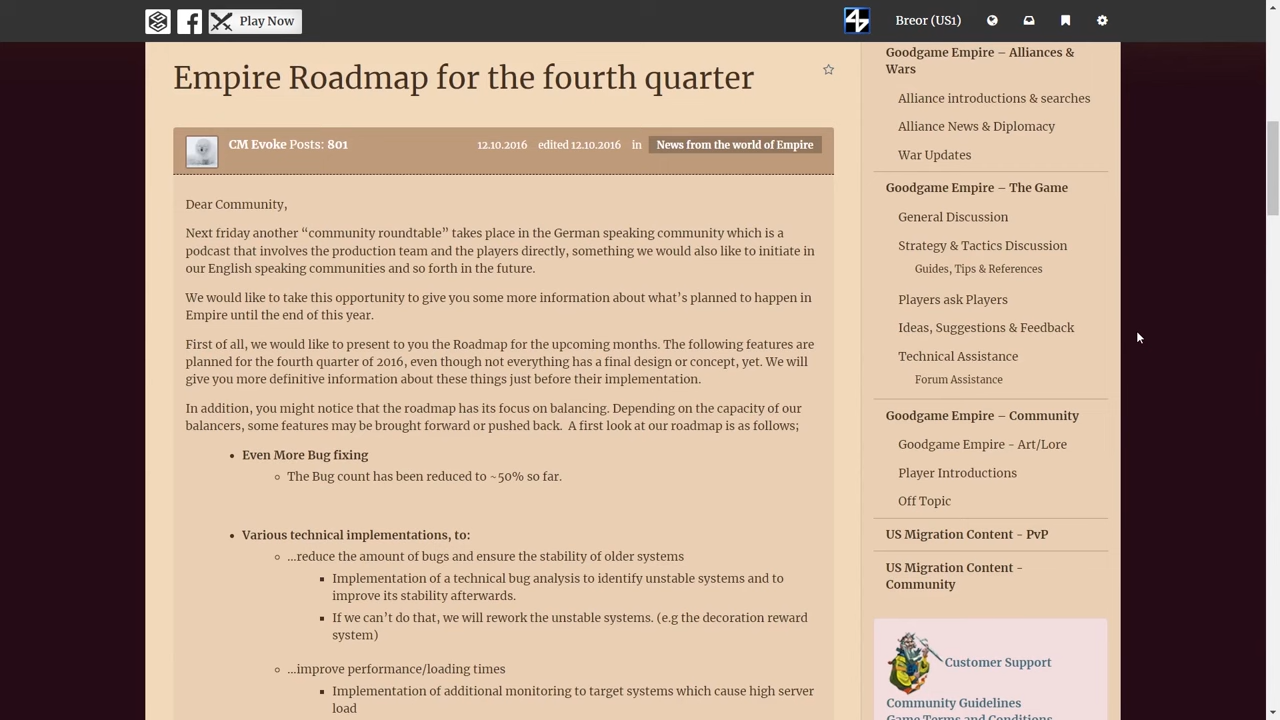 Play Now
Breor (US1)
Empire Roadmap for the fourth quarter
CM Evoke Posts: 801
12.10.2016 edited 12.10.2016 in News from the world of Empire
Dear Community,
Next friday another “community roundtable” takes place in the German speaking community which is a
podcast that involves the production team and the players directly, something we would also like to initiate in
our English speaking communities and so forth in the future.
We would like to take this opportunity to give you some more information about what’s planned to happen in
Empire until the end of this year.
First of all, we would like to present to you the Roadmap for the upcoming months. The following features are
planned for the fourth quarter of 2016, even though not everything has a final design or concept, yet. We will
give you more definitive information about these things just before their implementation.
In addition, you might notice that the roadmap has its focus on balancing. Depending on the capacity of our
balancers, some features may be brought forward or pushed back.  A first look at our roadmap is as follows;
• Even More Bug fixing
◦ The Bug count has been reduced to ~50% so far.
• Various technical implementations, to:
◦ ...reduce the amount of bugs and ensure the stability of older systems
▪ Implementation of a technical bug analysis to identify unstable systems and to
improve its stability afterwards.
▪ If we can’t do that, we will rework the unstable systems. (e.g the decoration reward
system)
◦ ...improve performance/loading times
▪ Implementation of additional monitoring to target systems which cause high server
load
Goodgame Empire – Alliances &
Wars
Alliance introductions & searches
Alliance News & Diplomacy
War Updates
Goodgame Empire – The Game
General Discussion
Strategy & Tactics Discussion
Guides, Tips & References
Players ask Players
Ideas, Suggestions & Feedback
Technical Assistance
Forum Assistance
Goodgame Empire – Community
Goodgame Empire - Art/Lore
Player Introductions
Off Topic
US Migration Content - PvP
US Migration Content -
Community
Customer Support
Community Guidelines
Game Terms and Conditions